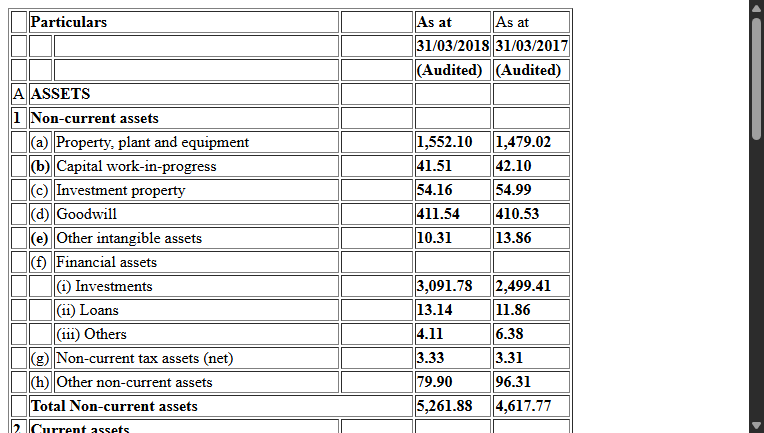 Particulars As at As at
31/03/2018 31/03/2017
(Audited) (Audited)
A ASSETS
1 Non-current assets
(a) Property, plant and equipment 1,552.10 1,479.02
(b) Capital work-in-progress 41.51 42.10
(c) Investment property 54.16 54.99
(d) Goodwill 411.54 410.53
(e) Other intangible assets 10.31 13.86
(f) Financial assets
(i) Investments 3,091.78 2,499.41
(ii) Loans 13.14 11.86
(iii) Others 4.11 6.38
(g) Non-current tax assets (net) 3.33 3.31
(h) Other non-current assets 79.90 96.31
Total Non-current assets 5,261.88 4,617.77
2 Current assets